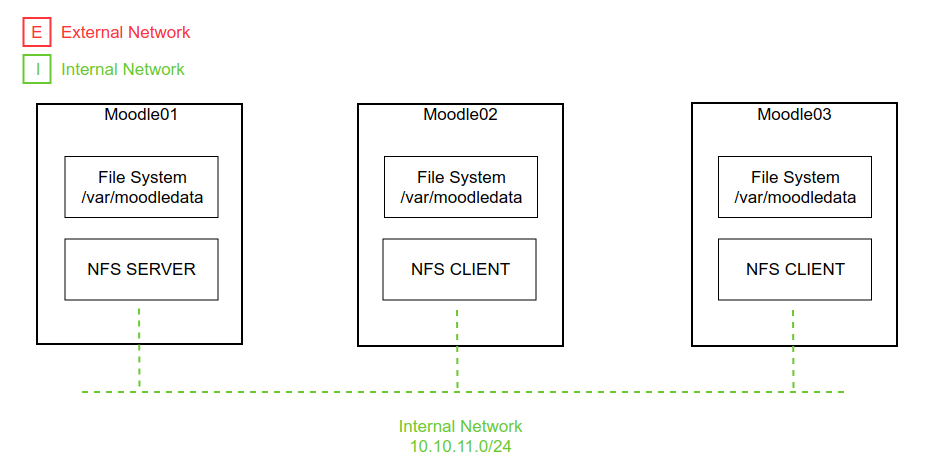 E External Network
I Internal Network
Moodle01
File System
/var/moodledata
NFS SERVER
Moodle02
File System
/var/moodledata
NFS CLIENT
Moodle03
File System
/var/moodledata
NFS CLIENT
Internal Network
10.10.11.0/24